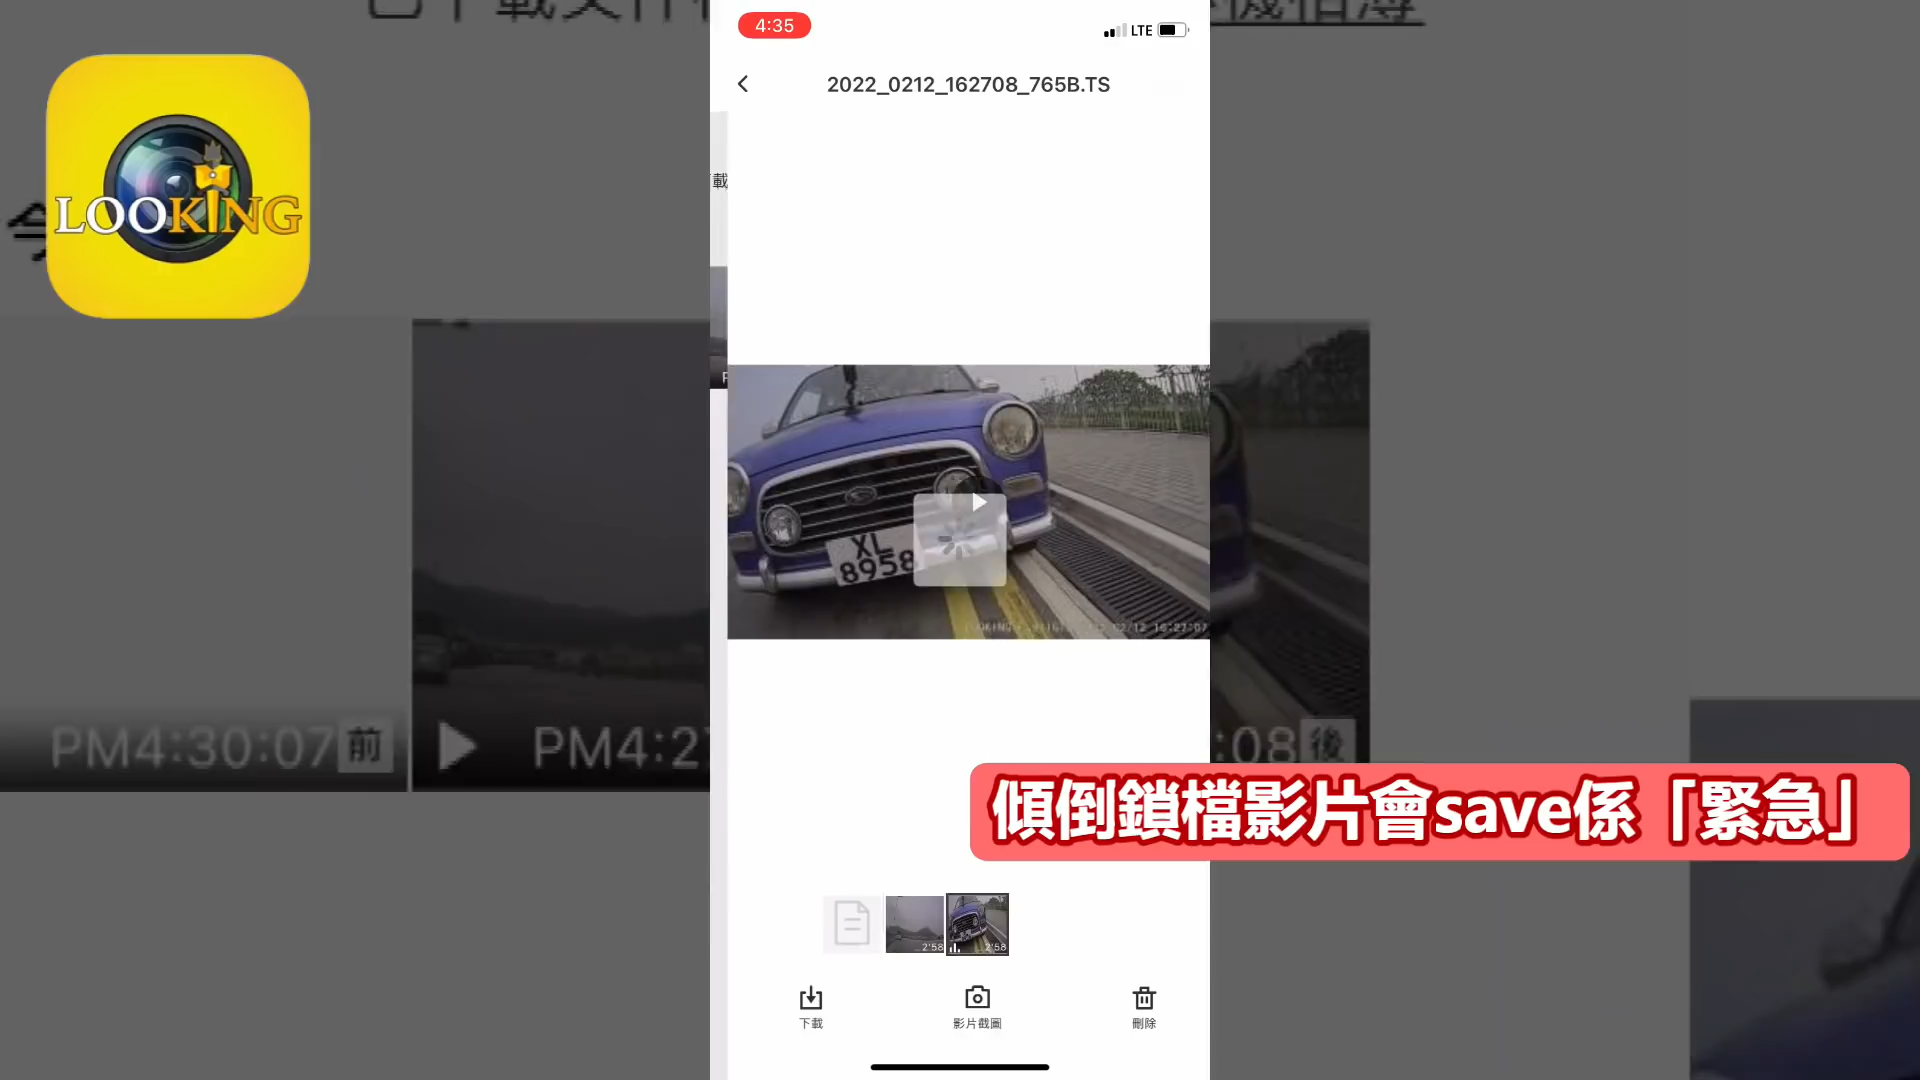 4:35
LTE
2022_0212_162708_765B.TS
LOOKING
載
XL
8958
PM4:30:07 前
PM4:27
:08 後
傾倒鎖檔影片會save係「緊急」
2'58
2'58
下載
影片截圖
刪除